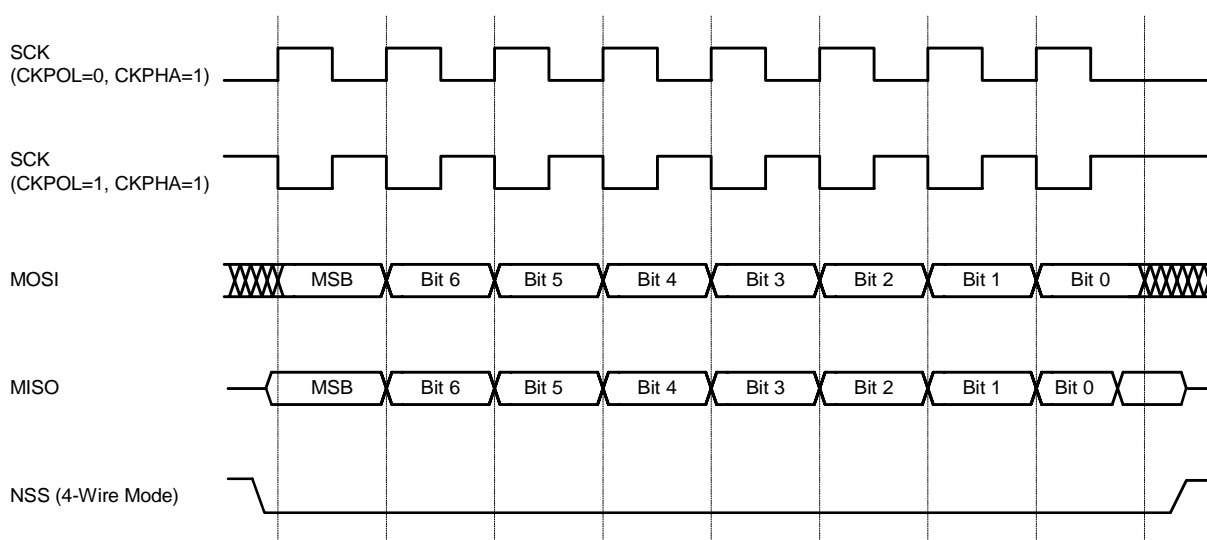 SCK
(CKPOL=0, CKPHA=1)
SCK
(CKPOL=1, CKPHA=1)
MOSI
MSB Bit 6 Bit 5 Bit 4 Bit 3 Bit 2 Bit 1 Bit 0
MISO
MSB Bit 6 Bit 5 Bit 4 Bit 3 Bit 2 Bit 1 Bit 0
NSS (4-Wire Mode)